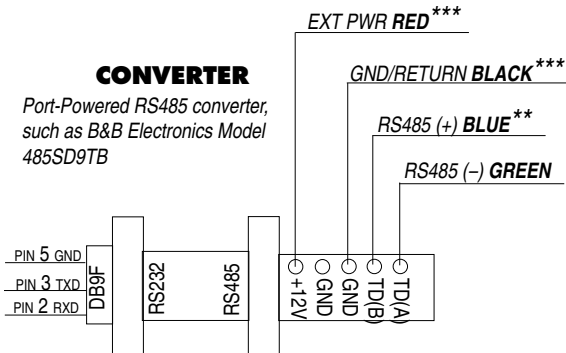 EXT PWR RED***
CONVERTER
GND/RETURN BLACK***
Port-Powered RS485 converter,
such as B&B Electronics Model
485SD9TB
RS485 (+) BLUE**
RS485 (–) GREEN
PIN 5 GND
PIN 3 TXD
PIN 2 RXD
DB9F
RS232
RS485
+12V
GND
GND
TD(B)
TD(A)